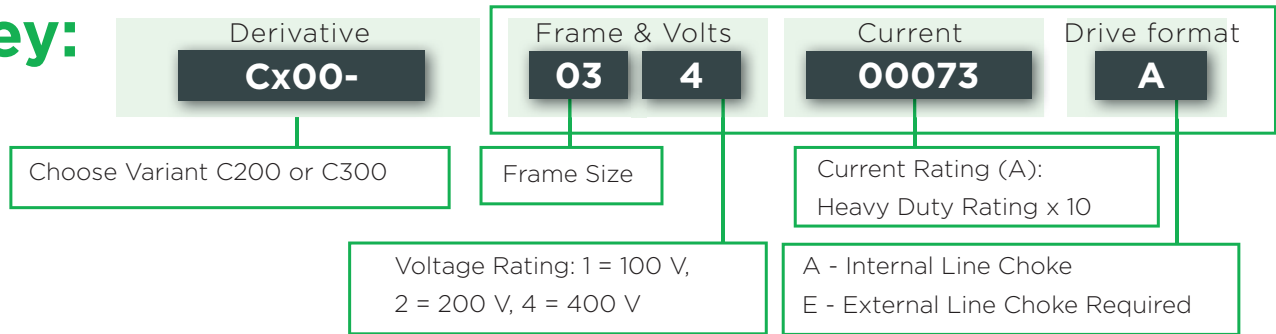 ey:
Derivative Frame & Volts Current Drive format
Cx00- 03 4 00073 A
Choose Variant C200 or C300
Frame Size
Current Rating (A):
Heavy Duty Rating x 10
Voltage Rating: 1 = 100 V,
2 = 200 V, 4 = 400 V
A - Internal Line Choke
E - External Line Choke Required